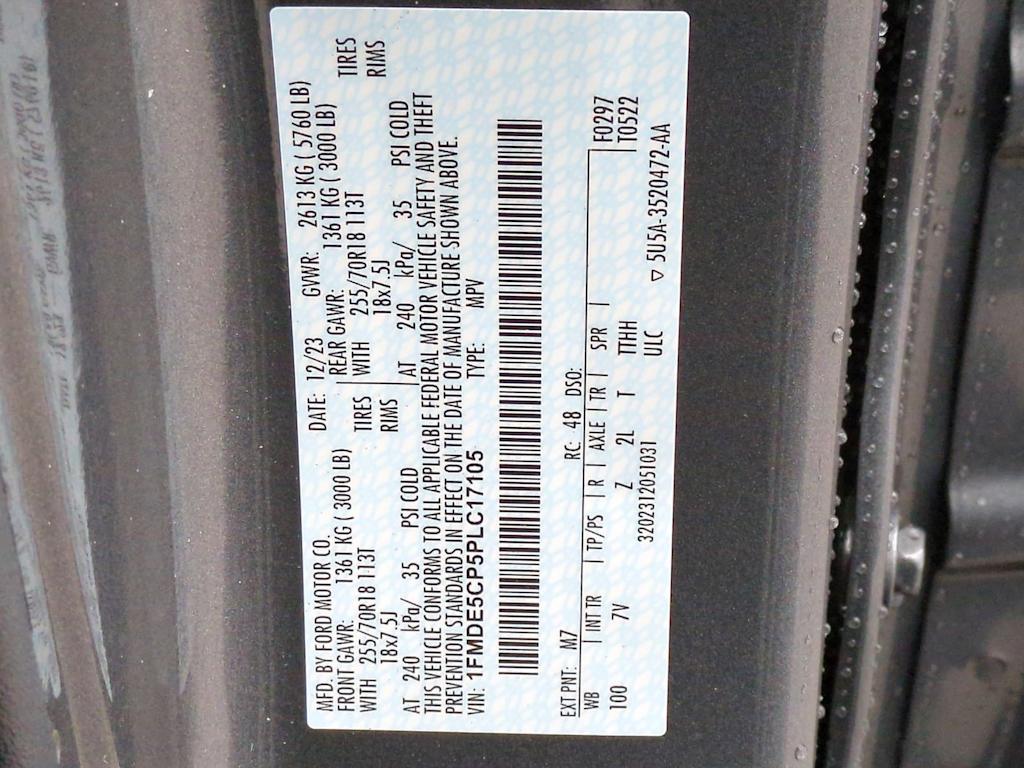 MFD. BY FORD MOTOR CO. DATE: 12/23 GVWR: 2613 KG ( 5760 LB)
FRONT GAWR: 1361 KG ( 3000 LB) REAR GAWR: 1361 KG ( 3000 LB)
WITH 255/70R18 113T TIRES WITH 255/70R18 113T TIRES
18x7.5J RIMS 18x7.5J RIMS
AT 240 kPa/ 35 PSI COLD AT 240 kPa/ 35 PSI COLD
THIS VEHICLE CONFORMS TO ALL APPLICABLE FEDERAL MOTOR VEHICLE SAFETY AND THEFT
PREVENTION STANDARDS IN EFFECT ON THE DATE OF MANUFACTURE SHOWN ABOVE.
VIN: 1FMDE5CP5PLC17105 TYPE: MPV
EXT PNT: M7 RC: 48 DSO:
WB | INT TR | TP/PS | R | AXLE | TR | SPR | F0297
100 7V Z 2L T TTHH T0522
3202312051031 ULC
▽ 5U5A-3520472-AA